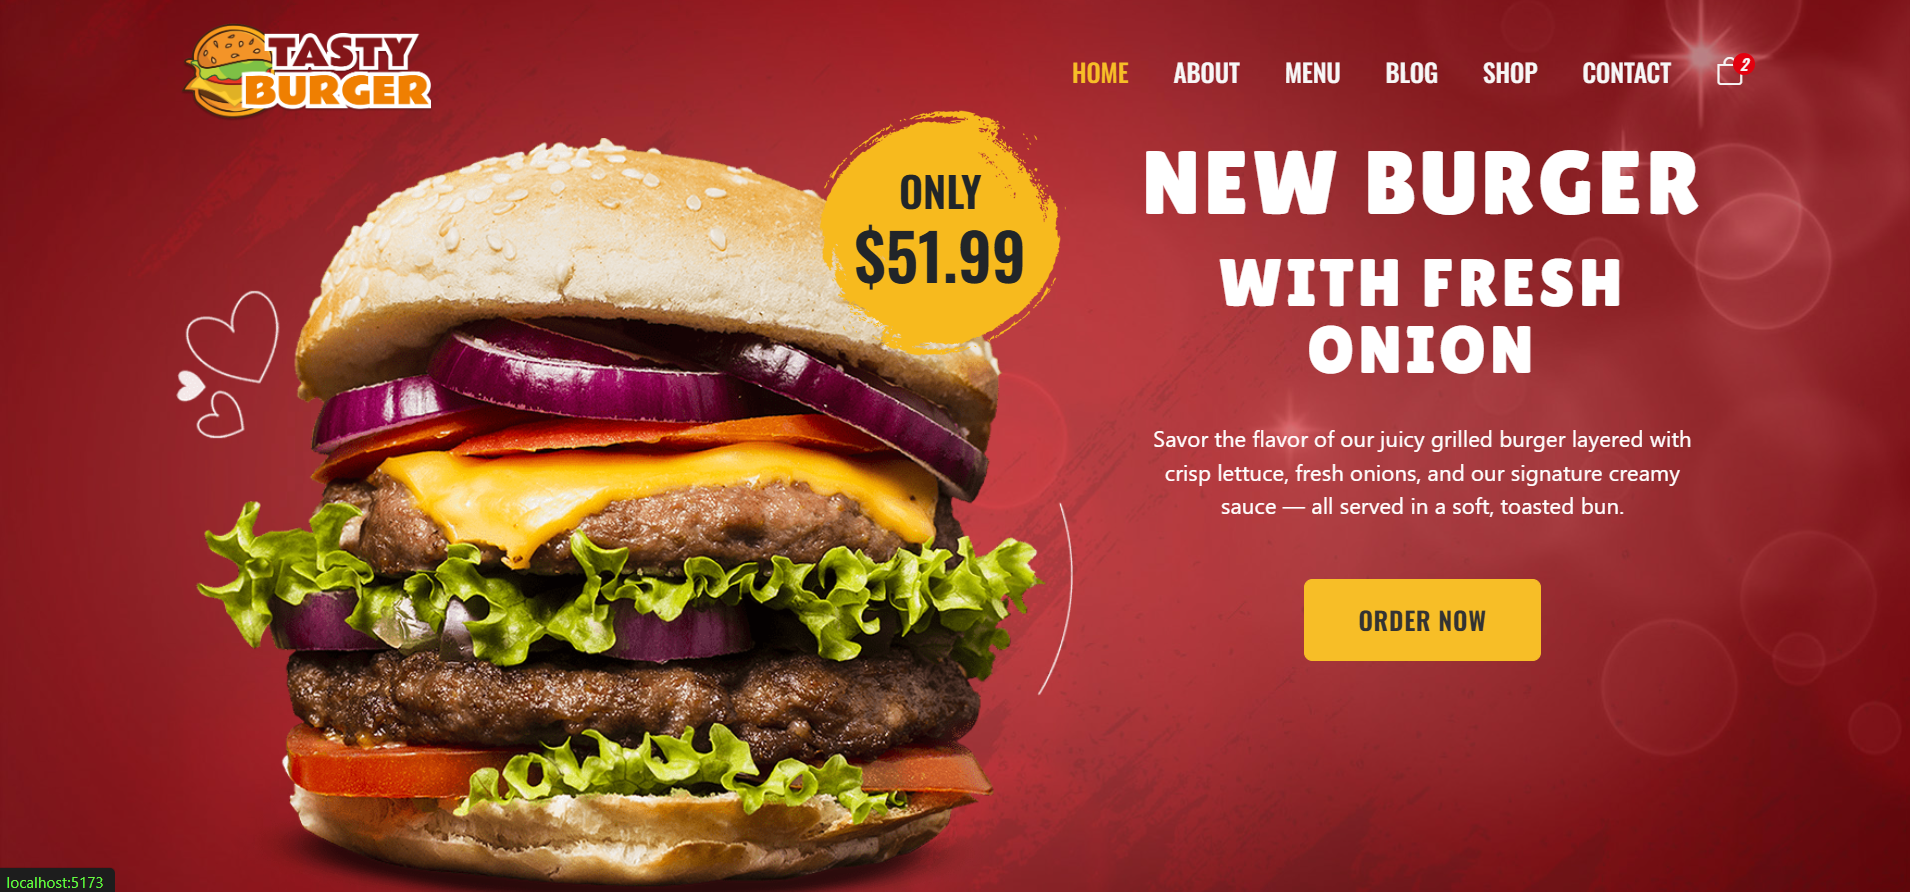 TASTY
BURGER
HOME ABOUT MENU BLOG SHOP CONTACT 2
ONLY
$51.99
NEW BURGER
WITH FRESH
ONION
Savor the flavor of our juicy grilled burger layered with
crisp lettuce, fresh onions, and our signature creamy
sauce — all served in a soft, toasted bun.
ORDER NOW
localhost:5173